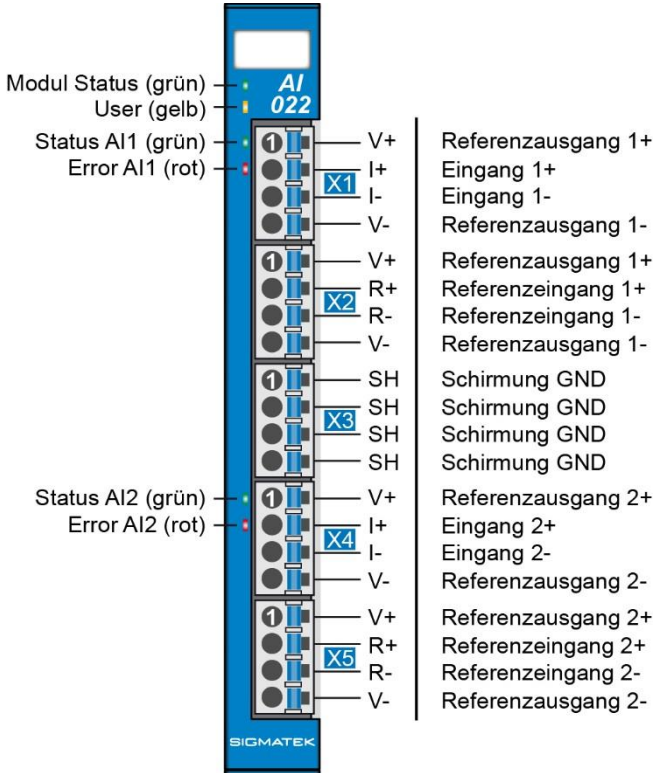 Modul Status (grün)
User (gelb)
AI
022
Status AI1 (grün)
Error AI1 (rot)
1
X1
V+ Referenzausgang 1+
I+ Eingang 1+
I- Eingang 1-
V- Referenzausgang 1-
1
X2
V+ Referenzausgang 1+
R+ Referenzeingang 1+
R- Referenzeingang 1-
V- Referenzausgang 1-
1
X3
SH Schirmung GND
SH Schirmung GND
SH Schirmung GND
SH Schirmung GND
Status AI2 (grün)
Error AI2 (rot)
1
X4
V+ Referenzausgang 2+
I+ Eingang 2+
I- Eingang 2-
V- Referenzausgang 2-
1
X5
V+ Referenzausgang 2+
R+ Referenzeingang 2+
R- Referenzeingang 2-
V- Referenzausgang 2-
SIGMATEK